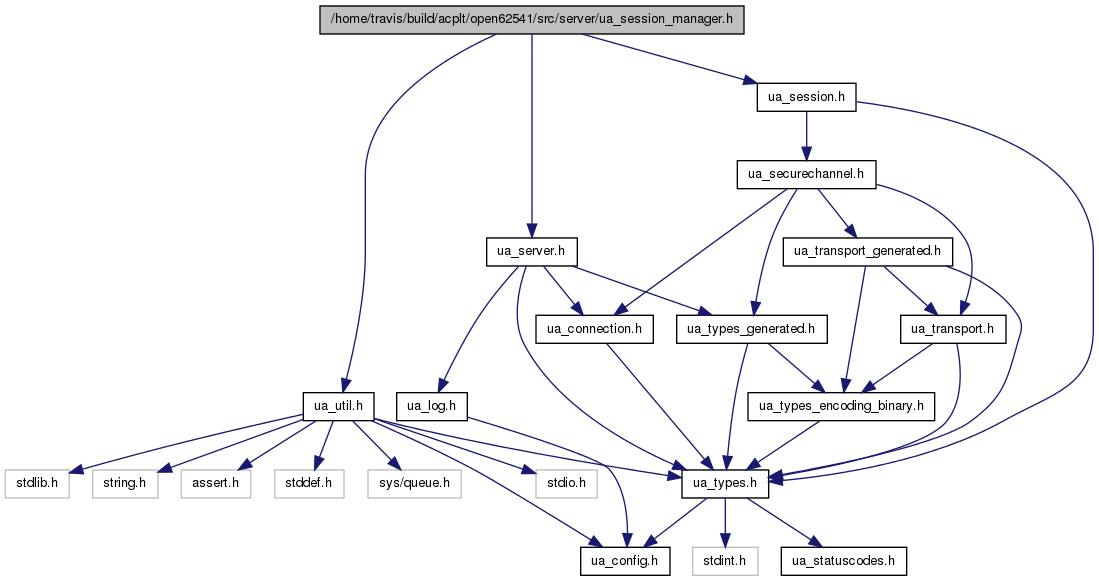 /home/travis/build/acplt/open62541/src/server/ua_session_manager.h
ua_session.h
ua_securechannel.h
ua_server.h
ua_transport_generated.h
ua_connection.h
ua_types_generated.h
ua_transport.h
ua_util.h
ua_log.h
ua_types_encoding_binary.h
stdlib.h
string.h
assert.h
stddef.h
sys/queue.h
stdio.h
ua_types.h
ua_config.h
stdint.h
ua_statuscodes.h